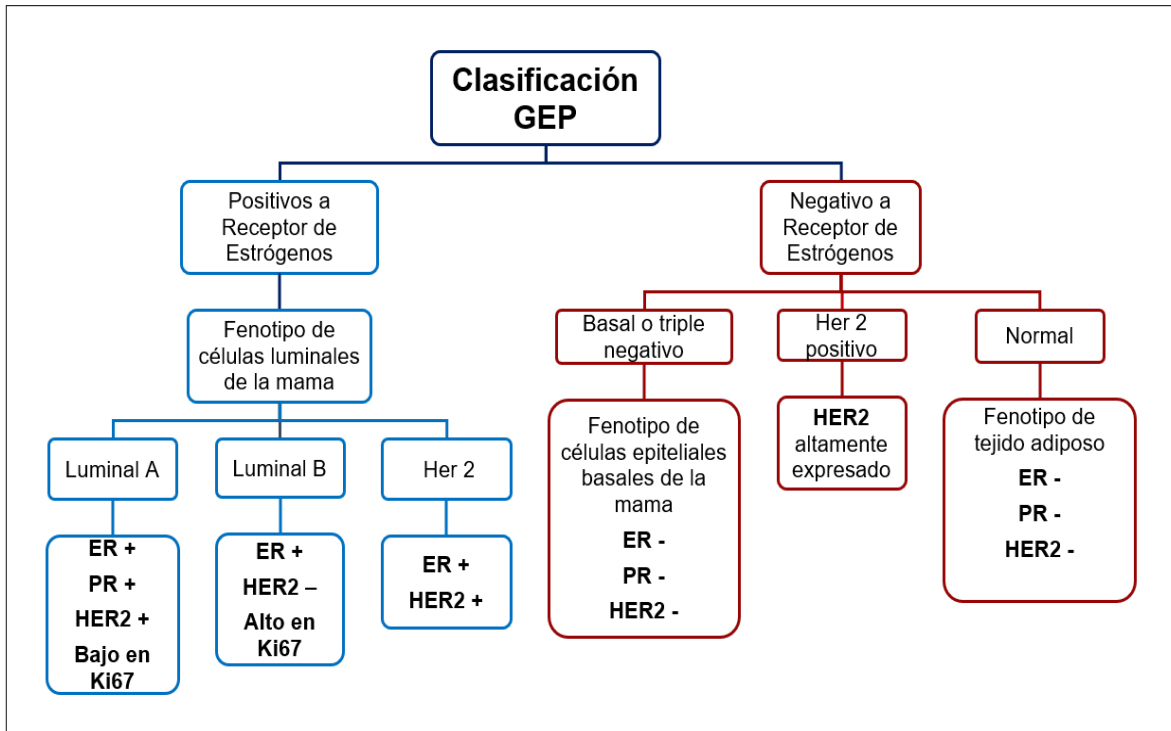 Clasificación
GEP
Positivos a
Receptor de
Estrógenos
Negativo a
Receptor de
Estrógenos
Fenotipo de
células luminales
de la mama
Basal o triple
negativo
Her 2
positivo
Normal
Luminal A
Luminal B
Her 2
Fenotipo de
células epiteliales
basales de la
mama
ER -
PR -
HER2 -
HER2
altamente
expresado
Fenotipo de
tejido adiposo
ER -
PR -
HER2 -
ER +
PR +
HER2 +
Bajo en
Ki67
ER +
HER2 –
Alto en
Ki67
ER +
HER2 +